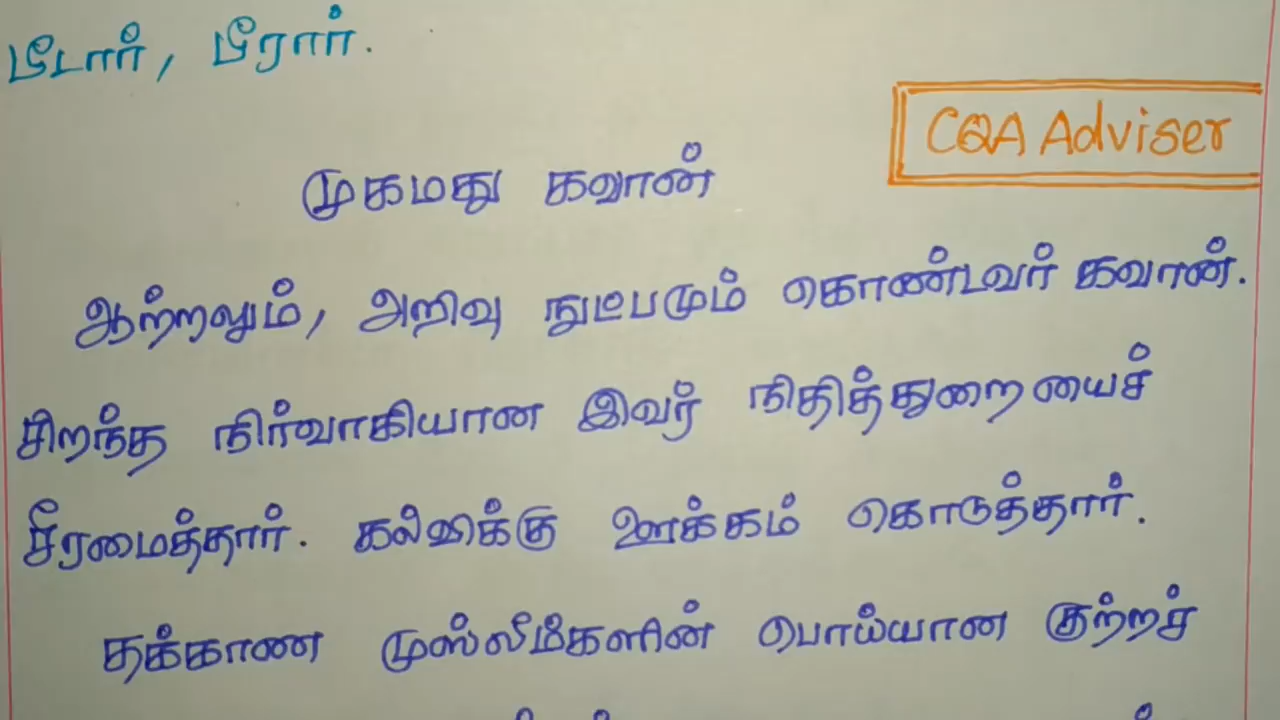 பீடார், பீரார்.
CQA Adviser
முகமது கவான்
ஆற்றலும், அறிவு நுட்பமும் கொண்டவர் கவான்.
சிறந்த நிர்வாகியான இவர் நிதித்துறையைச்
சீரமைத்தார். கல்விக்கு ஊக்கம் கொடுத்தார்.
தக்காண முஸ்லீம்களின் பொய்யான குற்றச்